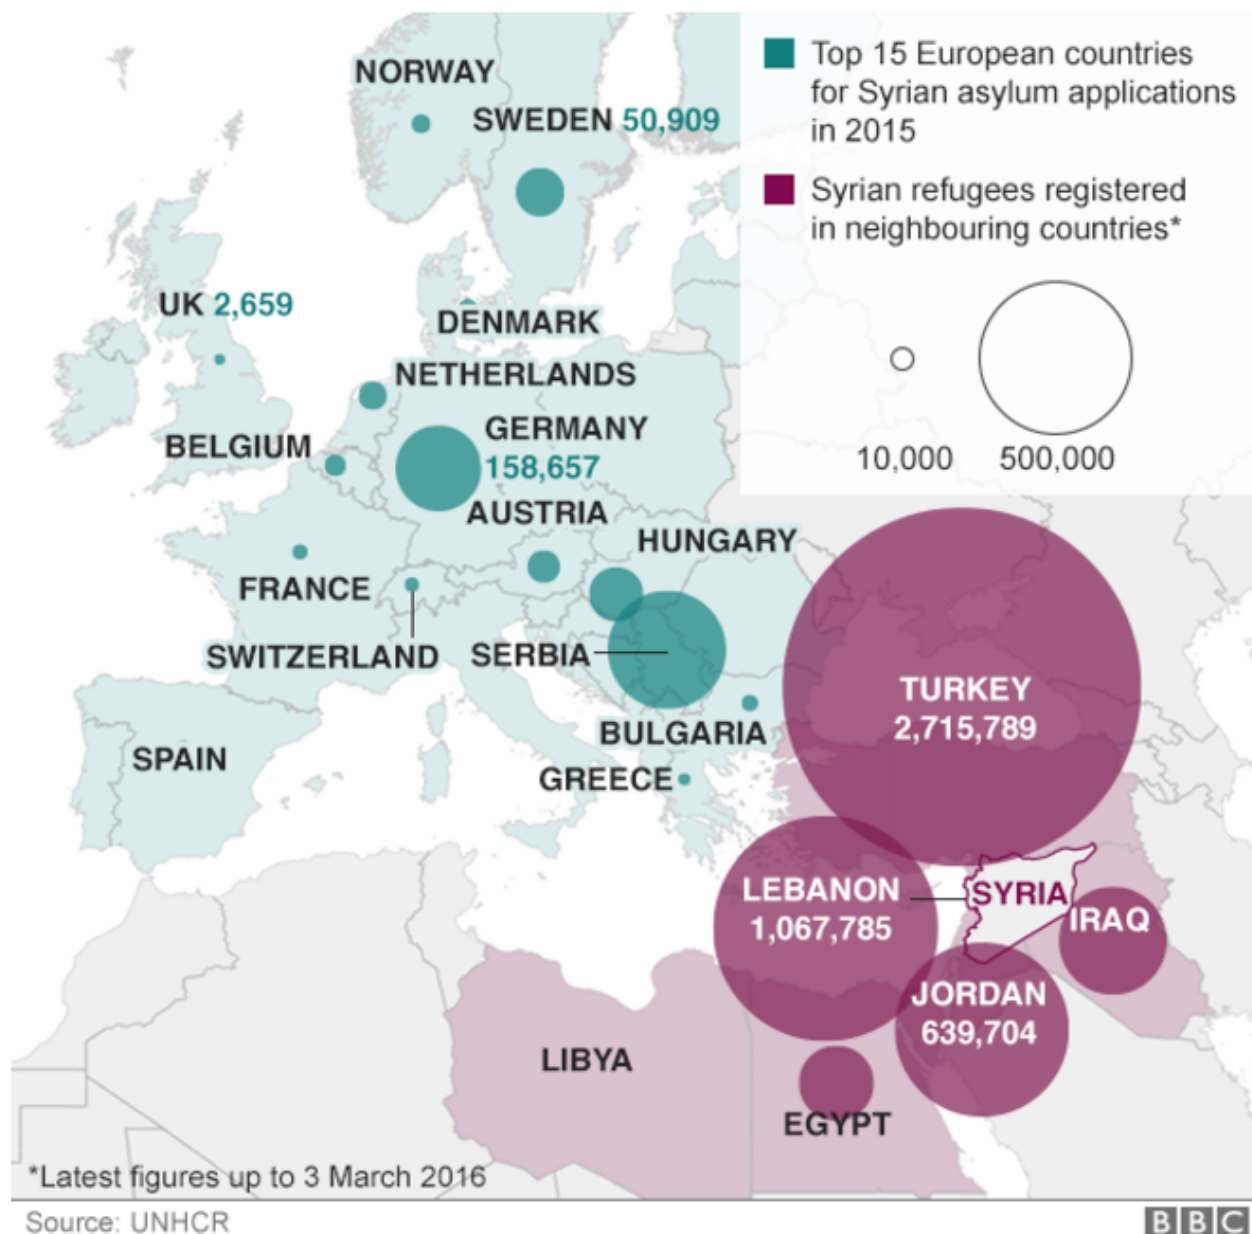 NORWAY
SWEDEN 50,909
Top 15 European countries
for Syrian asylum applications
in 2015
Syrian refugees registered
in neighbouring countries*
10,000 500,000
UK 2,659
DENMARK
NETHERLANDS
BELGIUM
GERMANY
158,657
AUSTRIA
HUNGARY
FRANCE
SWITZERLAND
SERBIA
BULGARIA
SPAIN
GREECE
TURKEY
2,715,789
LEBANON
1,067,785
SYRIA
IRAQ
JORDAN
639,704
LIBYA
EGYPT
*Latest figures up to 3 March 2016
Source: UNHCR
BBC